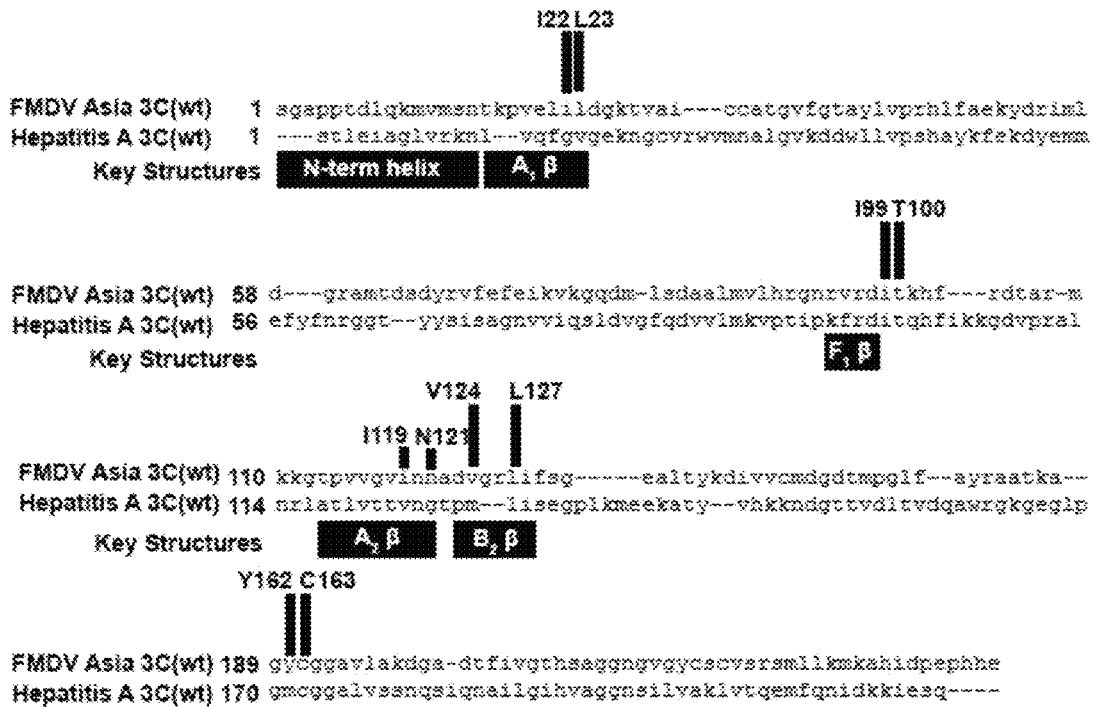 I22 L23
FMDV Asia 3C(wt) 1 sgapptdlqkmvmsntkpvelildgktvai---ccatgvfgtaylvprhlfaekydriml
Hepatitis A 3C(wt) 1 ---stleiaglvrknl--vqfgvgekngcvrwvmnalgvkddwllvpshaykfekdyemm
Key Structures N-term helix A₁ β
I99 T100
FMDV Asia 3C(wt) 58 d---gramtdsdyrvfefeikvkgqdm-lsdaalmvlhrgnrvrditkhf---rdtar-m
Hepatitis A 3C(wt) 56 efyfnrggt--yysisagnvviqsldvgfqdvvlmkvptipkfrditqhfikkgdvpral
Key Structures F₁ β
V124 L127
I119 N121
FMDV Asia 3C(wt) 110 kkgtpvvgvinnadvgrlifsg-----ealtykdivvcmdgdtmpglf--ayraatka--
Hepatitis A 3C(wt) 114 nrlatlvttvngtpm--lisegplkmeekaty--vhkkndgttvdltvdqawrgkgeglp
Key Structures A₂ β B₂ β
Y162 C163
FMDV Asia 3C(wt) 189 gycggavlakdga-dtfivgthsaggngvgycscvsrsmllkmkahidpephhe
Hepatitis A 3C(wt) 170 gmcggalvssnqsiqnailgihvaggnsilvaklvtqemfqnidkkiesq----